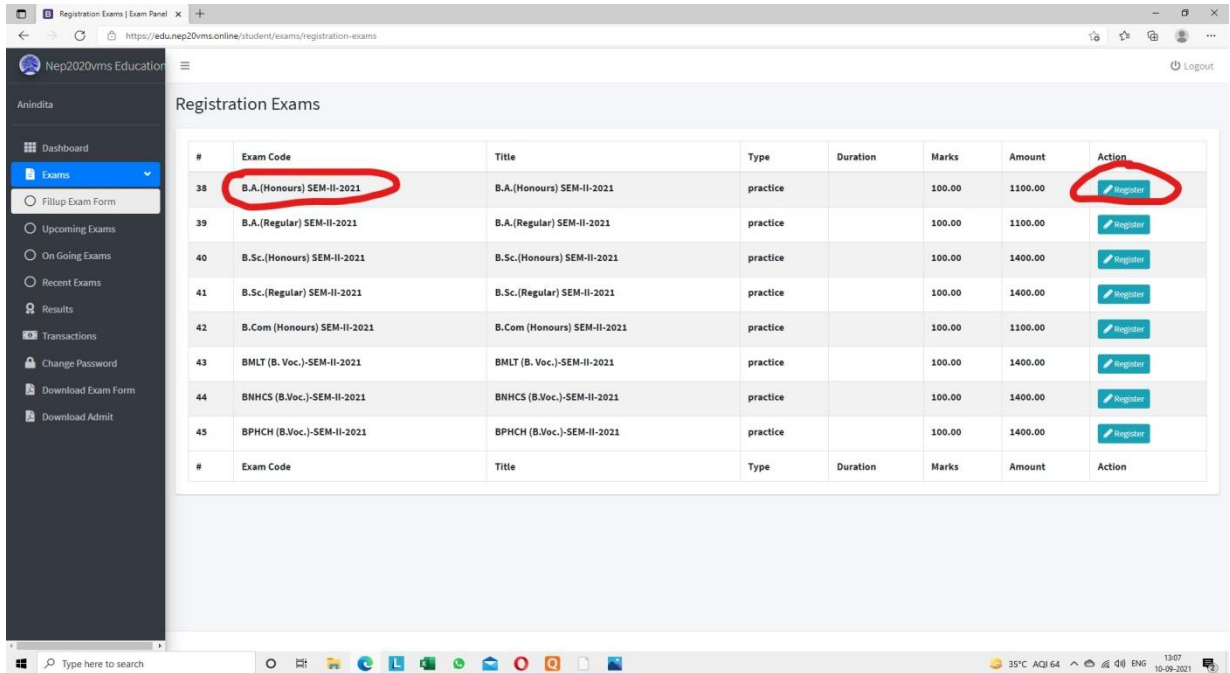 Registration Exams | Exam Panel
https://edu.nep20vms.online/student/exams/registration-exams
Nep2020vms Education
Logout
Anindita
Dashboard
Exams
Fillup Exam Form
Upcoming Exams
On Going Exams
Recent Exams
Results
Transactions
Change Password
Download Exam Form
Download Admit
Registration Exams
# Exam Code Title Type Duration Marks Amount Action
38 B.A.(Honours) SEM-II-2021 B.A.(Honours) SEM-II-2021 practice 100.00 1100.00 Register
39 B.A.(Regular) SEM-II-2021 B.A.(Regular) SEM-II-2021 practice 100.00 1100.00 Register
40 B.Sc.(Honours) SEM-II-2021 B.Sc.(Honours) SEM-II-2021 practice 100.00 1400.00 Register
41 B.Sc.(Regular) SEM-II-2021 B.Sc.(Regular) SEM-II-2021 practice 100.00 1400.00 Register
42 B.Com (Honours) SEM-II-2021 B.Com (Honours) SEM-II-2021 practice 100.00 1100.00 Register
43 BMLT (B. Voc.)-SEM-II-2021 BMLT (B. Voc.)-SEM-II-2021 practice 100.00 1400.00 Register
44 BNHCS (B.Voc.)-SEM-II-2021 BNHCS (B.Voc.)-SEM-II-2021 practice 100.00 1400.00 Register
45 BPHCH (B.Voc.)-SEM-II-2021 BPHCH (B.Voc.)-SEM-II-2021 practice 100.00 1400.00 Register
# Exam Code Title Type Duration Marks Amount Action
Type here to search
35°C AQI 64 ENG 13:07
10-09-2021